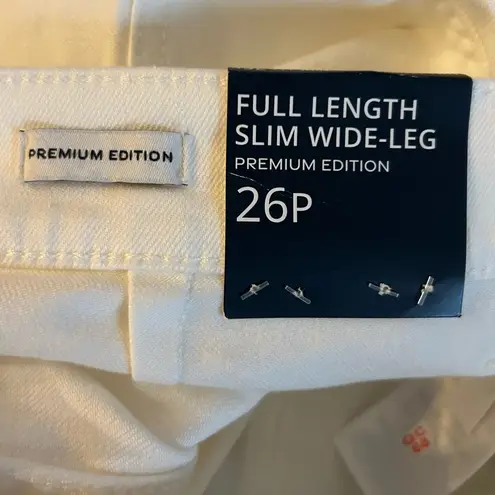 PREMIUM EDITION
FULL LENGTH
SLIM WIDE-LEG
PREMIUM EDITION
26P